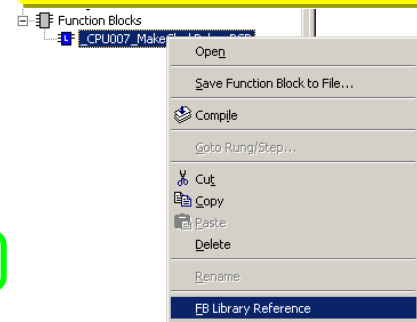 Function Blocks
_CPU007_MakeClockPulse_BCD
Open
Save Function Block to File...
Compile
Goto Rung/Step...
Cut
Copy
Paste
Delete
Rename
FB Library Reference